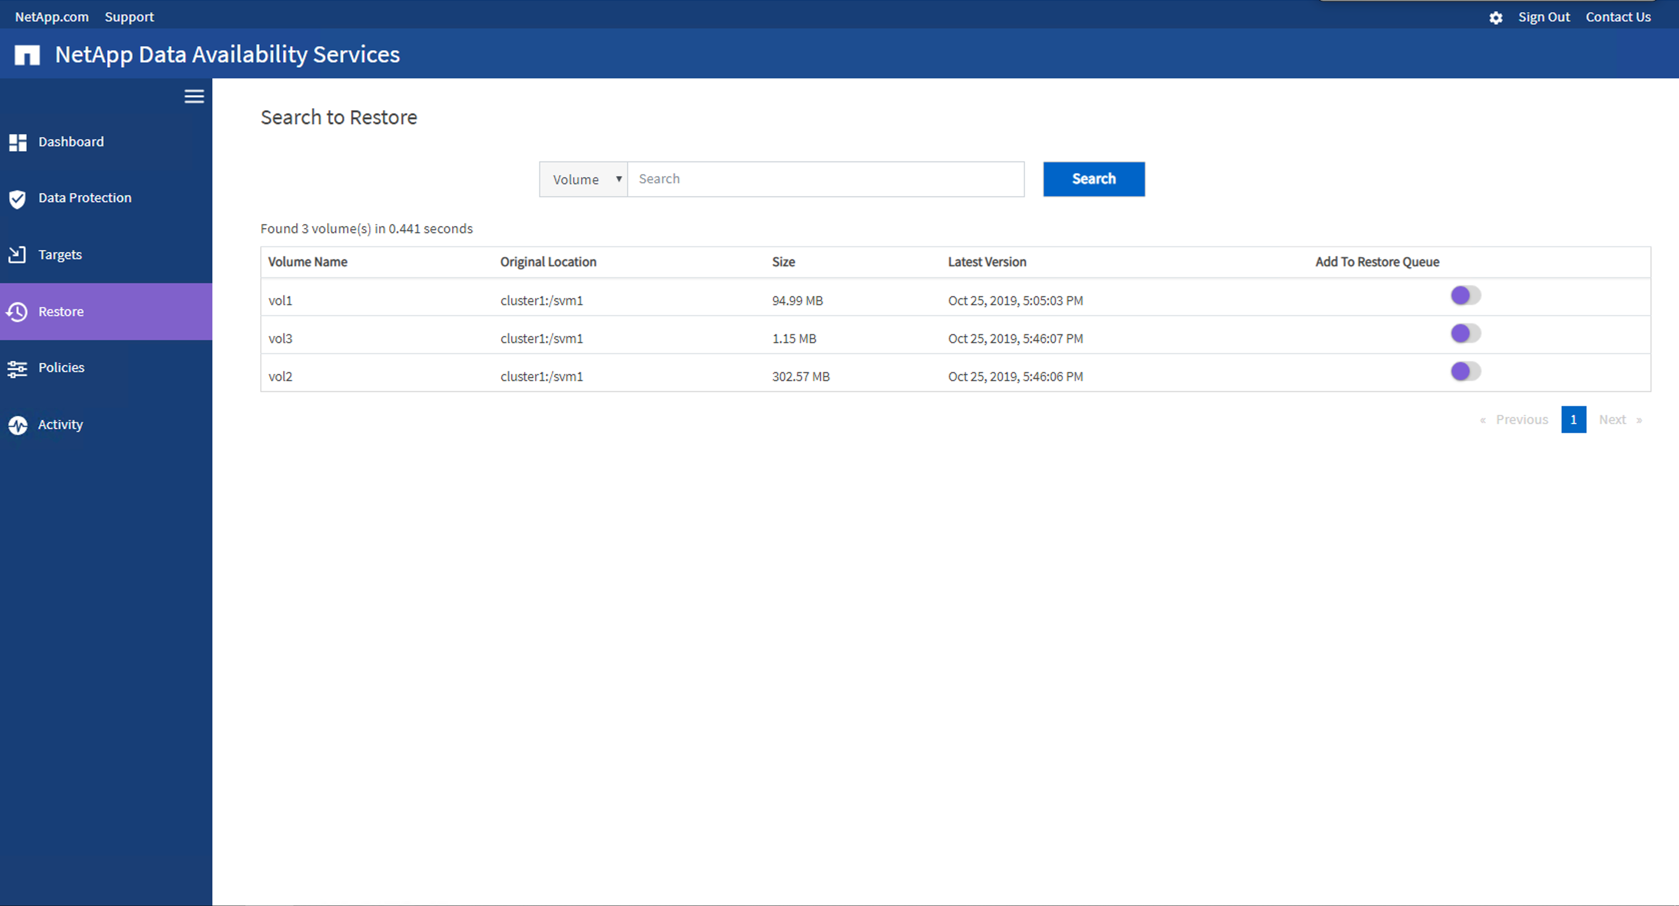 NetApp.com Support Sign Out Contact Us
NetApp Data Availability Services
Dashboard
Data Protection
Targets
Restore
Policies
Activity
Search to Restore
Volume Search Search
Found 3 volume(s) in 0.441 seconds
Volume Name Original Location Size Latest Version Add To Restore Queue
vol1 cluster1:/svm1 94.99 MB Oct 25, 2019, 5:05:03 PM
vol3 cluster1:/svm1 1.15 MB Oct 25, 2019, 5:46:07 PM
vol2 cluster1:/svm1 302.57 MB Oct 25, 2019, 5:46:06 PM
« Previous 1 Next »